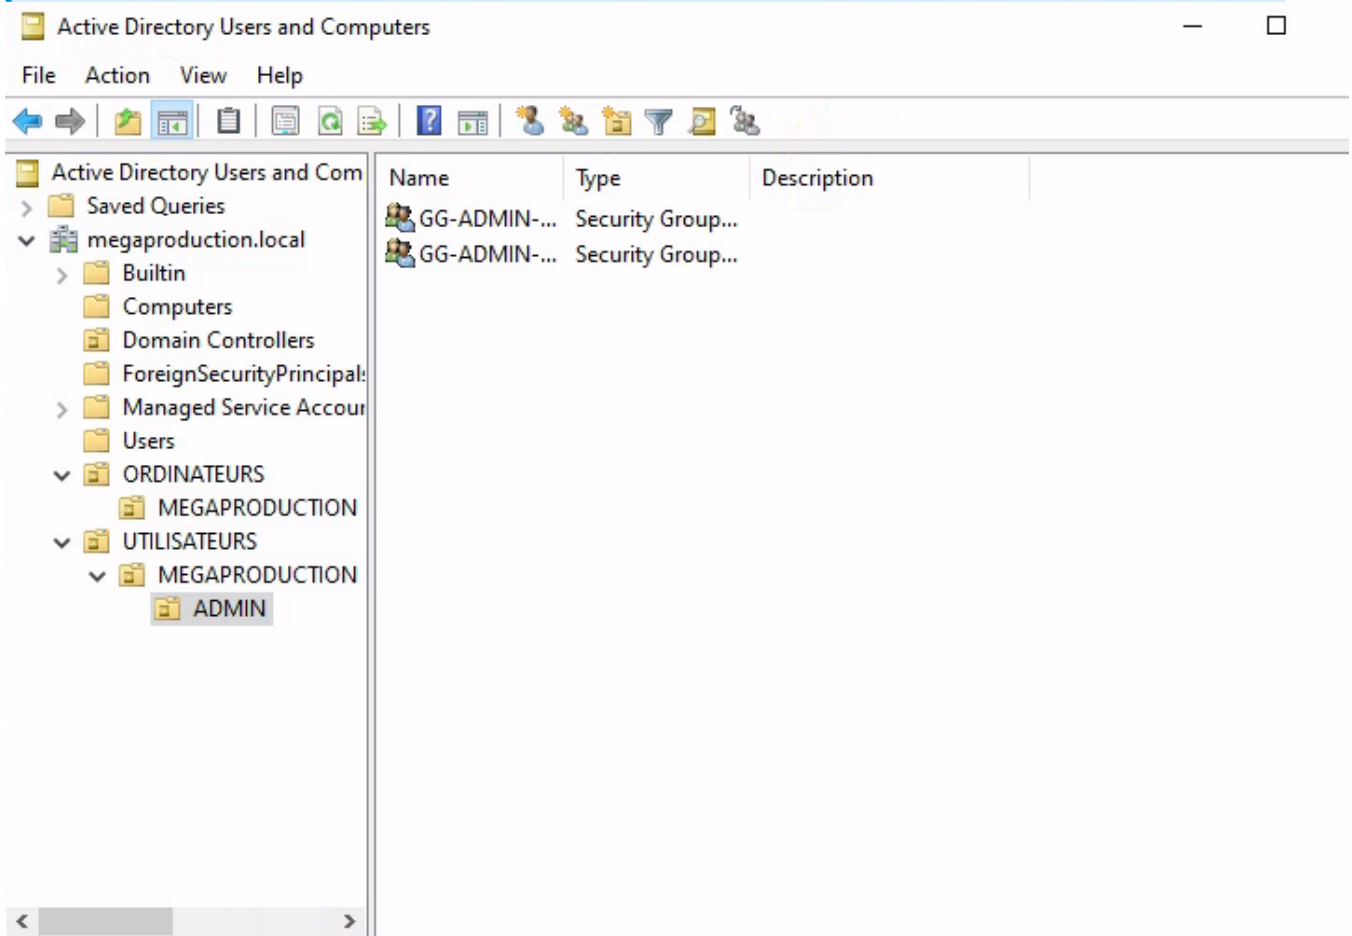 Active Directory Users and Computers
File Action View Help
Active Directory Users and Com
Saved Queries
megaproduction.local
Builtin
Computers
Domain Controllers
ForeignSecurityPrincipals
Managed Service Accour
Users
ORDINATEURS
MEGAPRODUCTION
UTILISATEURS
MEGAPRODUCTION
ADMIN
Name Type Description
GG-ADMIN-... Security Group...
GG-ADMIN-... Security Group...